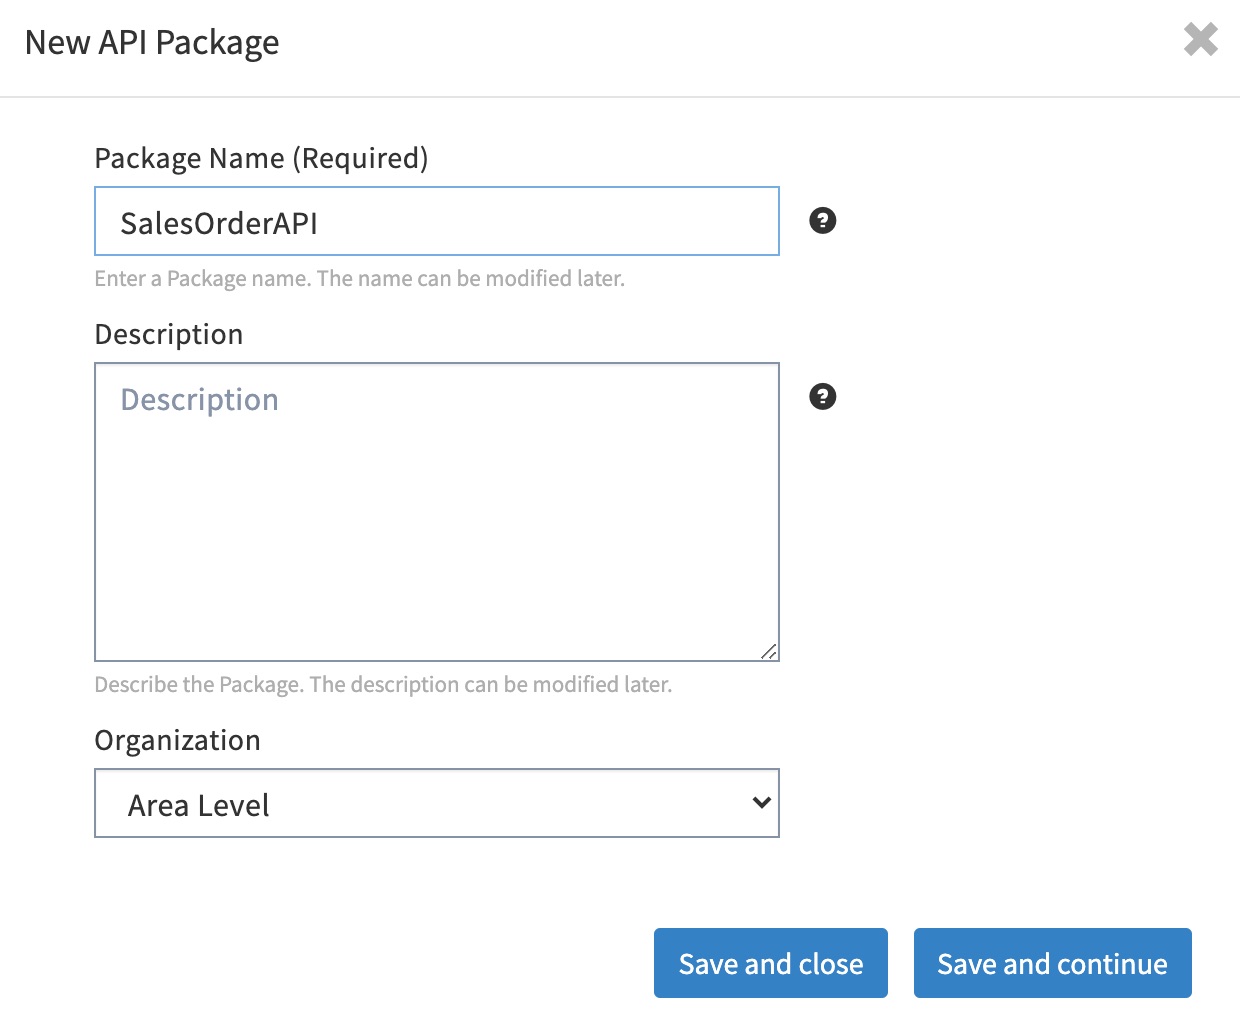 New API Package
Package Name (Required)
SalesOrderAPI
Enter a Package name. The name can be modified later.
Description
Description
Describe the Package. The description can be modified later.
Organization
Area Level
Save and close
Save and continue